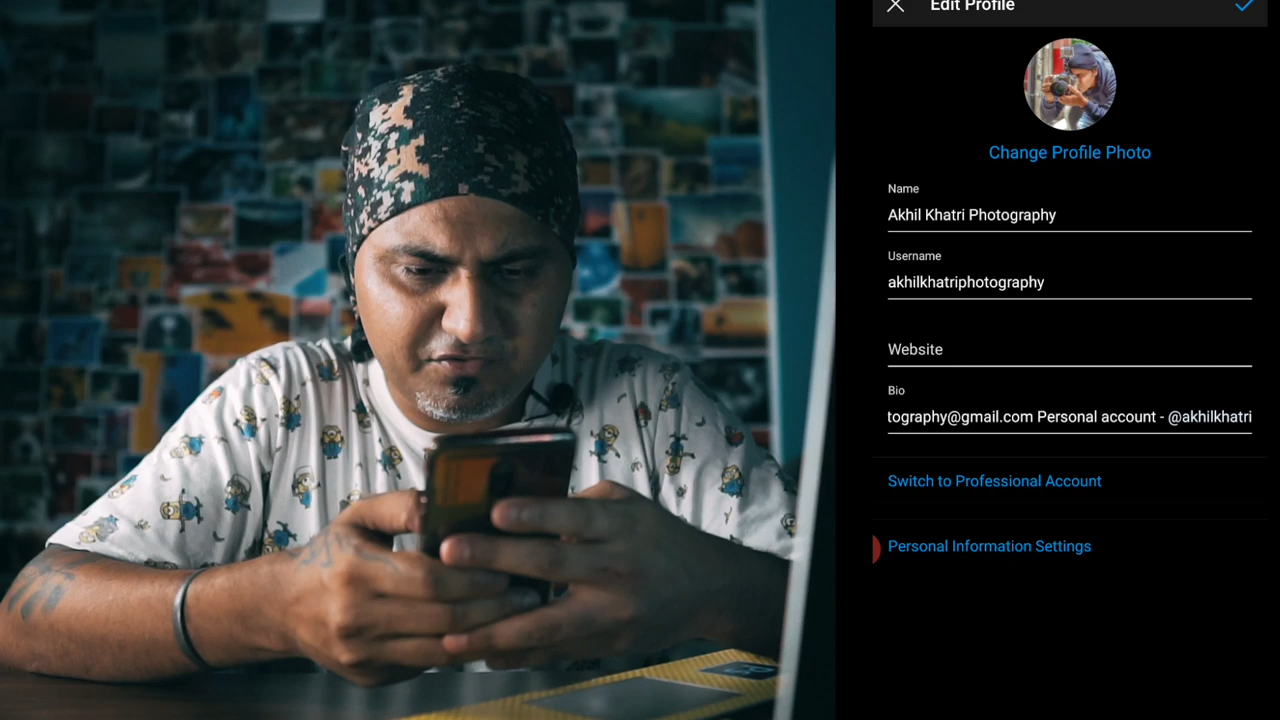 Edit Profile
Change Profile Photo
Name
Akhil Khatri Photography
Username
akhilkhatriphotography
Website
Bio
tography@gmail.com Personal account - @akhilkhatri
Switch to Professional Account
Personal Information Settings